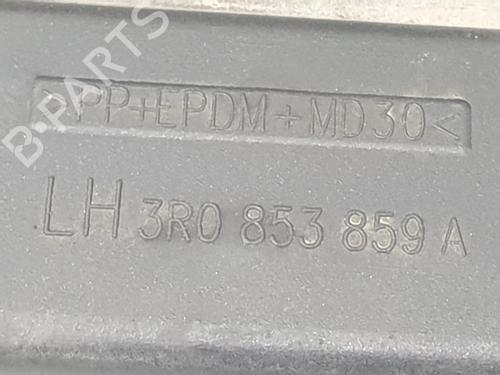 B-PARTS
>PP+EPDM+MD30<
LH 3R0 853 859 A